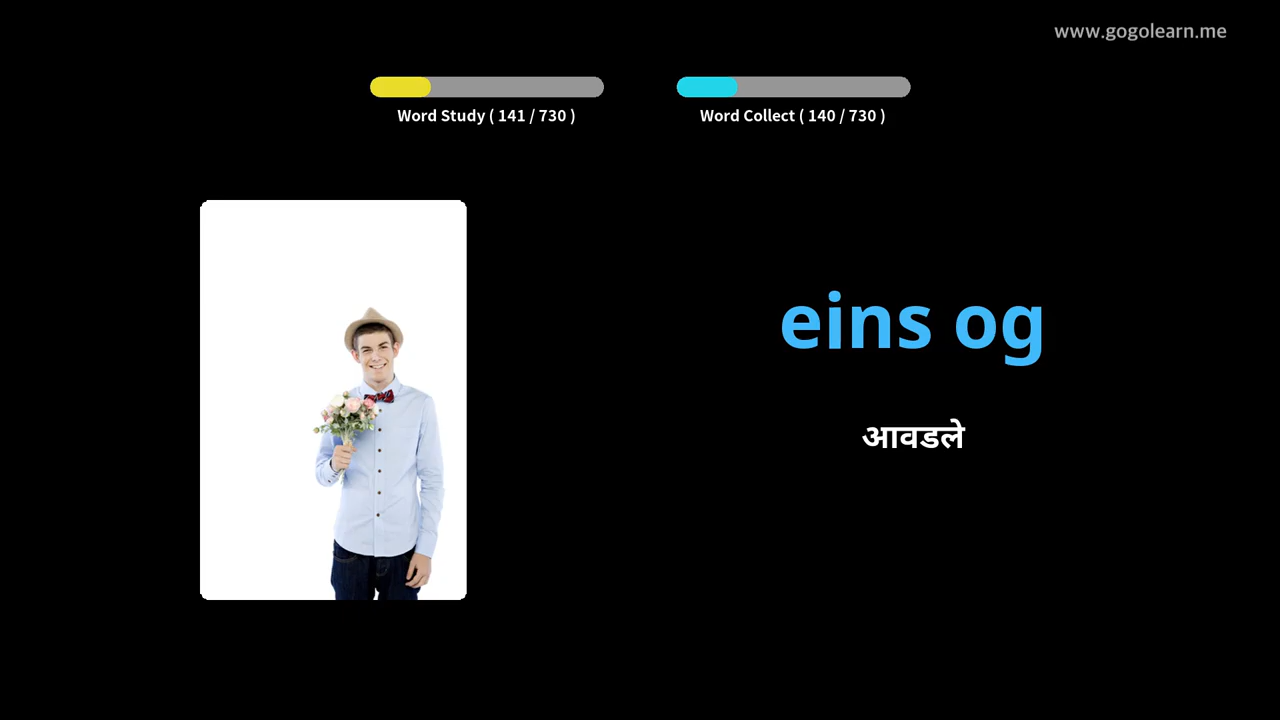 www.gogolearn.me
Word Study ( 141 / 730 )
Word Collect ( 140 / 730 )
eins og
आवडले